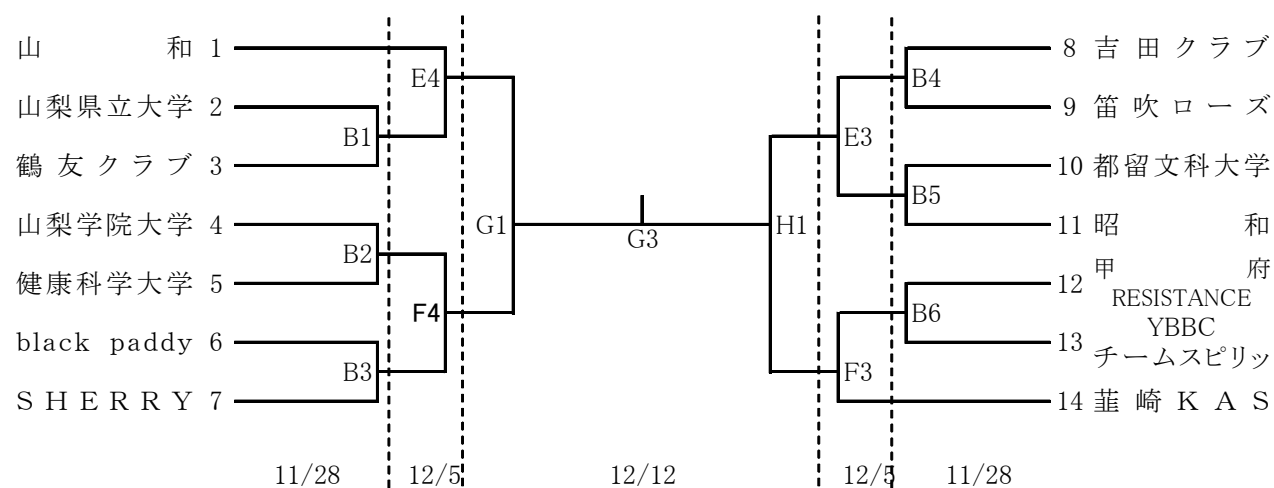 山 和 1
山梨県立大学 2
鶴友クラブ 3
山梨学院大学 4
健康科学大学 5
black paddy 6
SHERRY 7
B1
B2
B3
E4
F4
G1
G3
H1
E3
F3
B4
B5
B6
8 吉田クラブ
9 笛吹ローズ
10 都留文科大学
11 昭 和
12 甲 府
RESISTANCE
YBBC
13 チームスピリッ
14 韮崎KAS
11/28 12/5 12/12 12/5 11/28